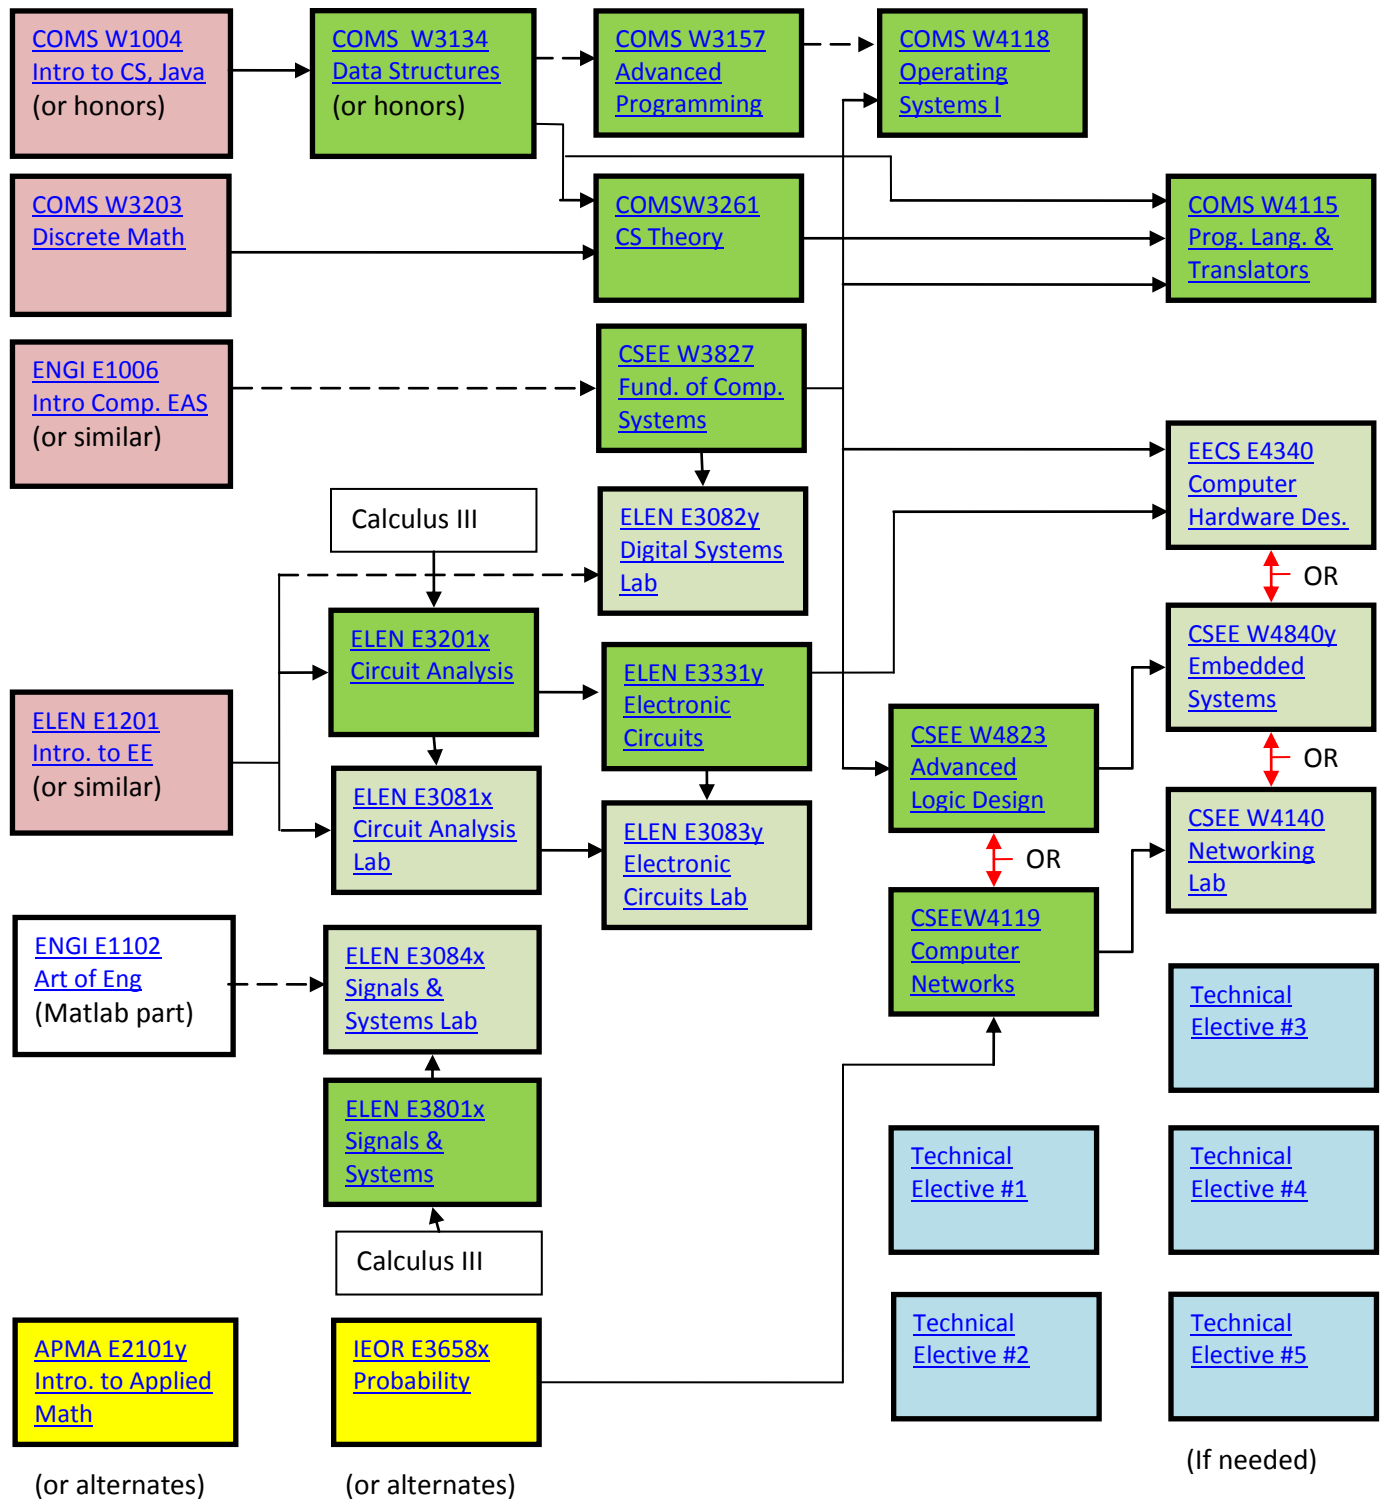 COMS W1004
Intro to CS, Java
(or honors)
COMS  W3134
Data Structures
(or honors)
COMS W3157
Advanced
Programming
COMS W4118
Operating
Systems I
COMS W3203
Discrete Math
COMSW3261
CS Theory
COMS W4115
Prog. Lang. &
Translators
ENGI E1006
Intro Comp. EAS
(or similar)
CSEE W3827
Fund. of Comp.
Systems
EECS E4340
Computer
Hardware Des.
Calculus III
ELEN E3082y
Digital Systems
Lab
OR
ELEN E3201x
Circuit Analysis
ELEN E3331y
Electronic
Circuits
CSEE W4840y
Embedded
Systems
ELEN E1201
Intro. to EE
(or similar)
CSEE W4823
Advanced
Logic Design
OR
ELEN E3081x
Circuit Analysis
Lab
ELEN E3083y
Electronic
Circuits Lab
OR
CSEE W4140
Networking
Lab
ENGI E1102
Art of Eng
(Matlab part)
ELEN E3084x
Signals &
Systems Lab
CSEEW4119
Computer
Networks
Technical
Elective #3
ELEN E3801x
Signals &
Systems
Technical
Elective #1
Technical
Elective #4
Calculus III
APMA E2101y
Intro. to Applied
Math
IEOR E3658x
Probability
Technical
Elective #2
Technical
Elective #5
(or alternates)
(or alternates)
(If needed)